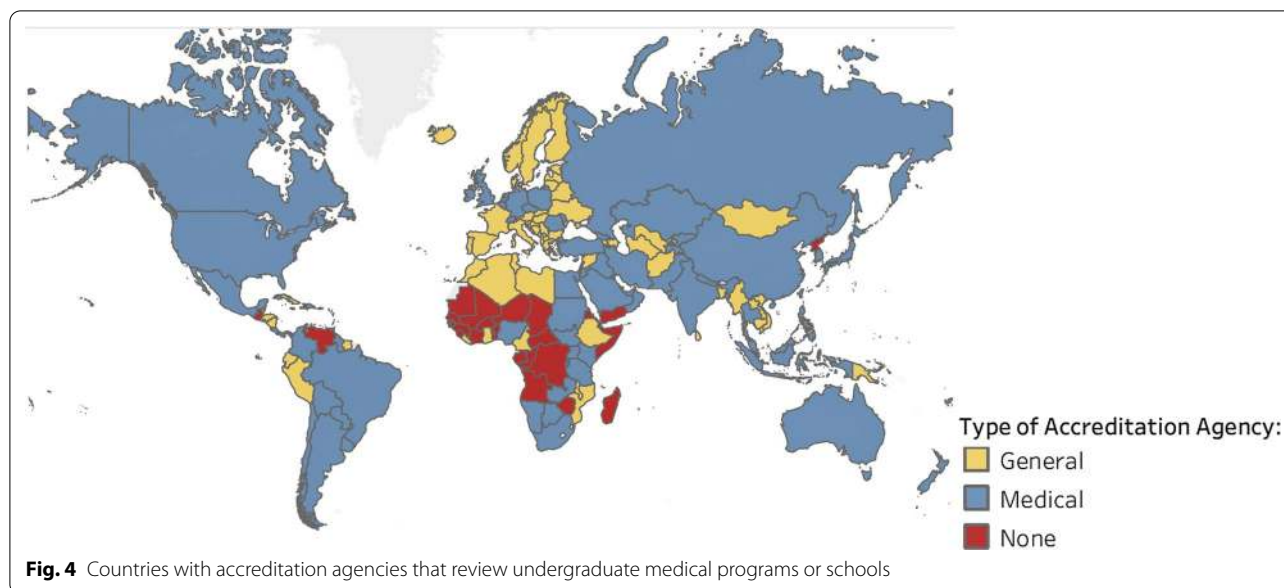 Type of Accreditation Agency:
General
Medical
None
Fig. 4 Countries with accreditation agencies that review undergraduate medical programs or schools